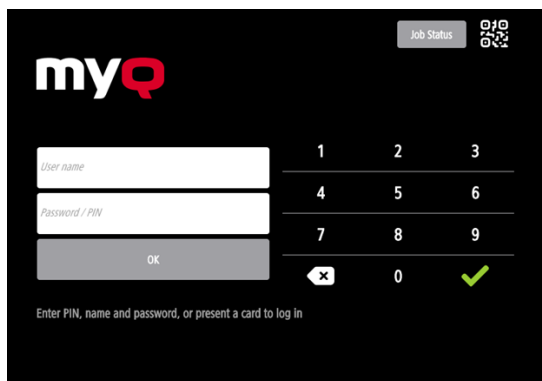 Job Status
myQ
User name
Password / PIN
OK
1 2 3
4 5 6
7 8 9
0
Enter PIN, name and password, or present a card to log in